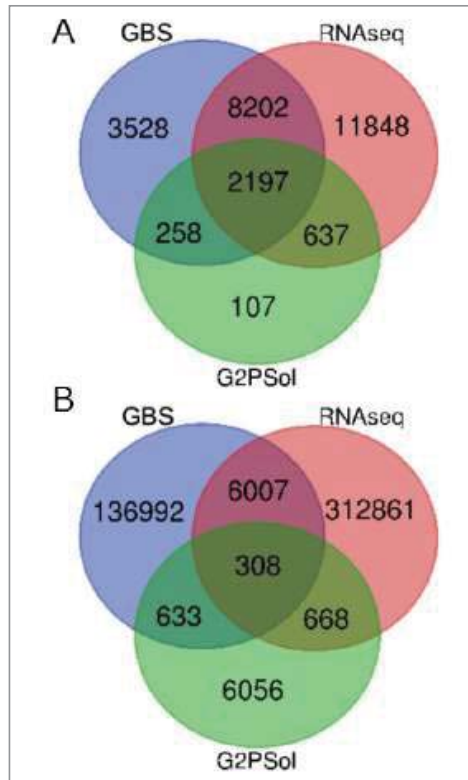 A
GBS RNAseq
3528 8202 11848
2197
258 637
107
G2PSol
B
GBS RNAseq
136992 6007 312861
308
633 668
6056
G2PSol